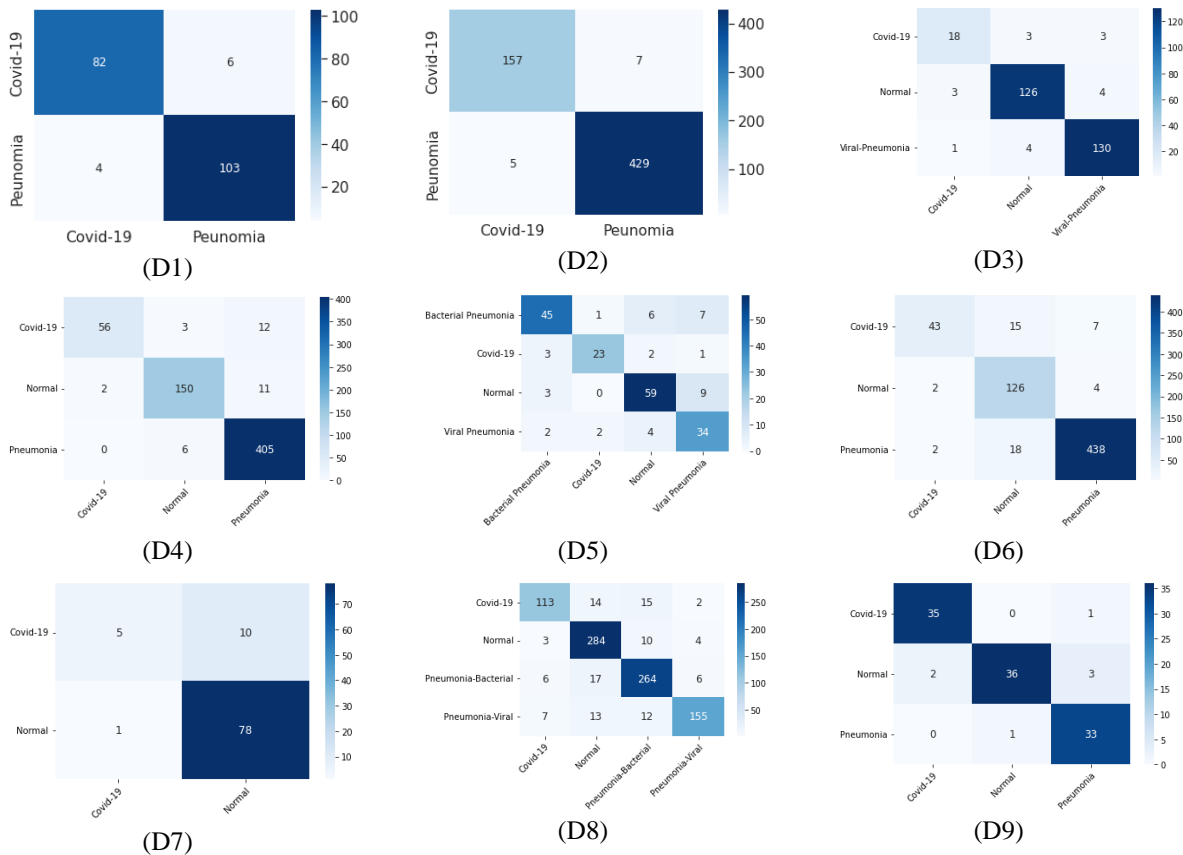 Covid-19
82
6
Peunomia
4
103
Covid-19
Peunomia
100
80
60
40
20
(D1)
Covid-19
157
7
Peunomia
5
429
Covid-19
Peunomia
400
300
200
100
(D2)
Covid-19
18
3
3
Normal
3
126
4
Viral-Pneumonia
1
4
130
Covid-19
Normal
Viral-Pneumonia
120
100
80
60
40
20
(D3)
Covid-19
56
3
12
Normal
2
150
11
Pneumonia
0
6
405
Covid-19
Normal
Pneumonia
400
350
300
250
200
150
100
50
0
(D4)
Bacterial Pneumonia
45
1
6
7
Covid-19
3
23
2
1
Normal
3
0
59
9
Viral Pneumonia
2
2
4
34
Bacterial Pneumonia
Covid-19
Normal
Viral Pneumonia
50
40
30
20
10
0
(D5)
Covid-19
43
15
7
Normal
2
126
4
Pneumonia
2
18
438
Covid-19
Normal
Pneumonia
400
350
300
250
200
150
100
50
(D6)
Covid-19
5
10
Normal
1
78
Covid-19
Normal
70
60
50
40
30
20
10
(D7)
Covid-19
113
14
15
2
Normal
3
284
10
4
Pneumonia-Bacterial
6
17
264
6
Pneumonia-Viral
7
13
12
155
Covid-19
Normal
Pneumonia-Bacterial
Pneumonia-Viral
250
200
150
100
50
(D8)
Covid-19
35
0
1
Normal
2
36
3
Pneumonia
0
1
33
Covid-19
Normal
Pneumonia
35
30
25
20
15
10
5
0
(D9)